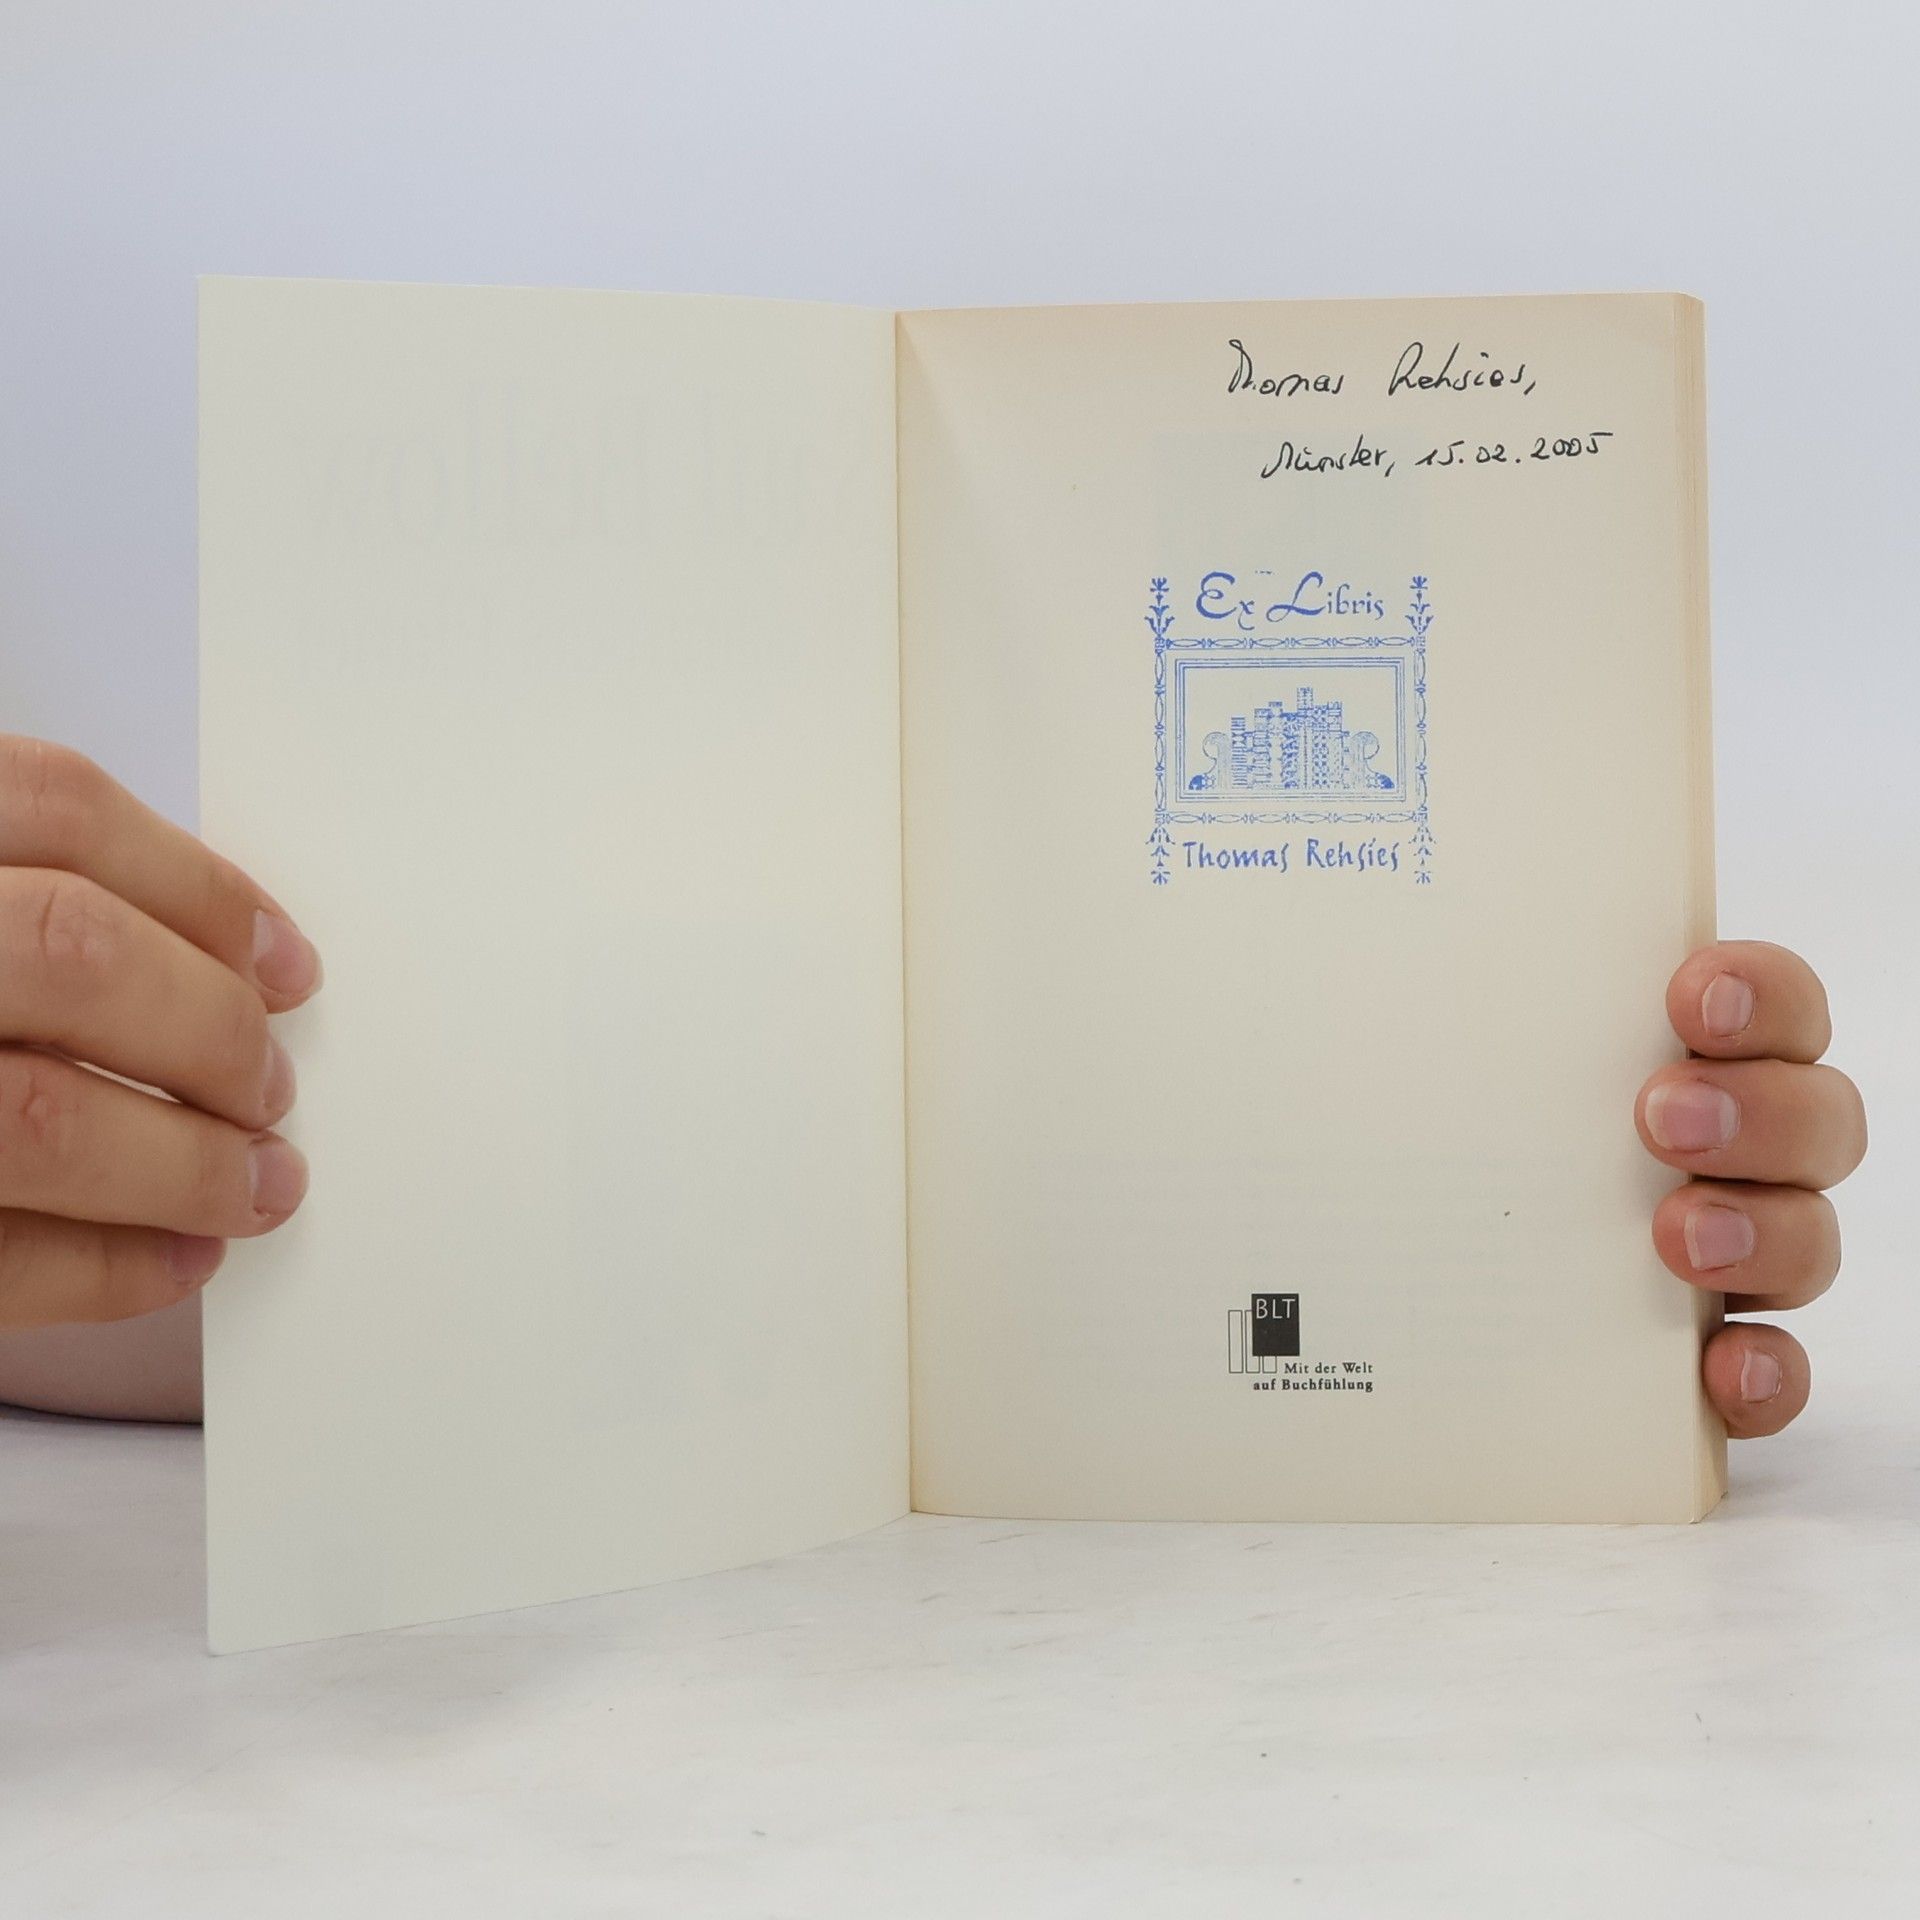 Thomas Rehsies,
Münster, 15.02.2005
Ex Libris
Thomas Rehsies
BLT
Mit der Welt
auf Buchfühlung